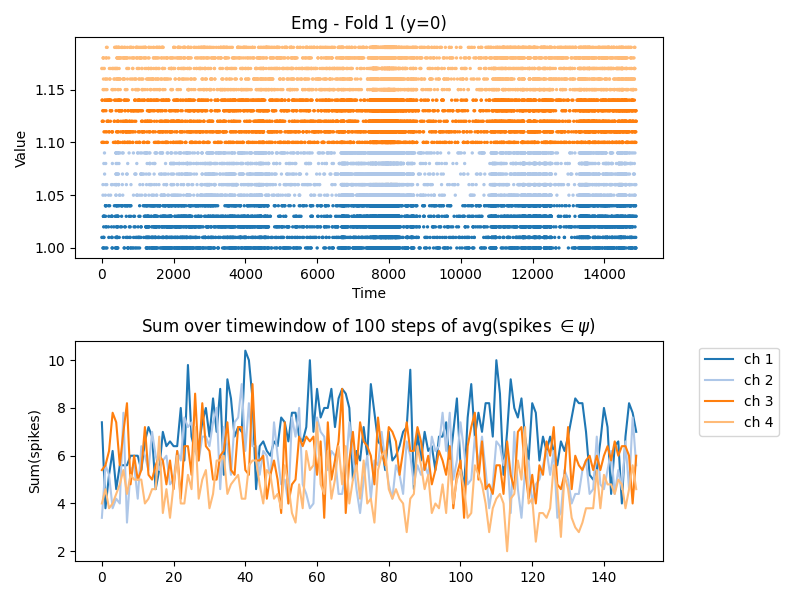 Emg - Fold 1 (y=0)
Value
1.15
1.10
1.05
1.00
0 2000 4000 6000 8000 10000 12000 14000
Time
Sum over timewindow of 100 steps of avg(spikes ∈ψ)
Sum(spikes)
10
8
6
4
2
0 20 40 60 80 100 120 140
ch 1
ch 2
ch 3
ch 4